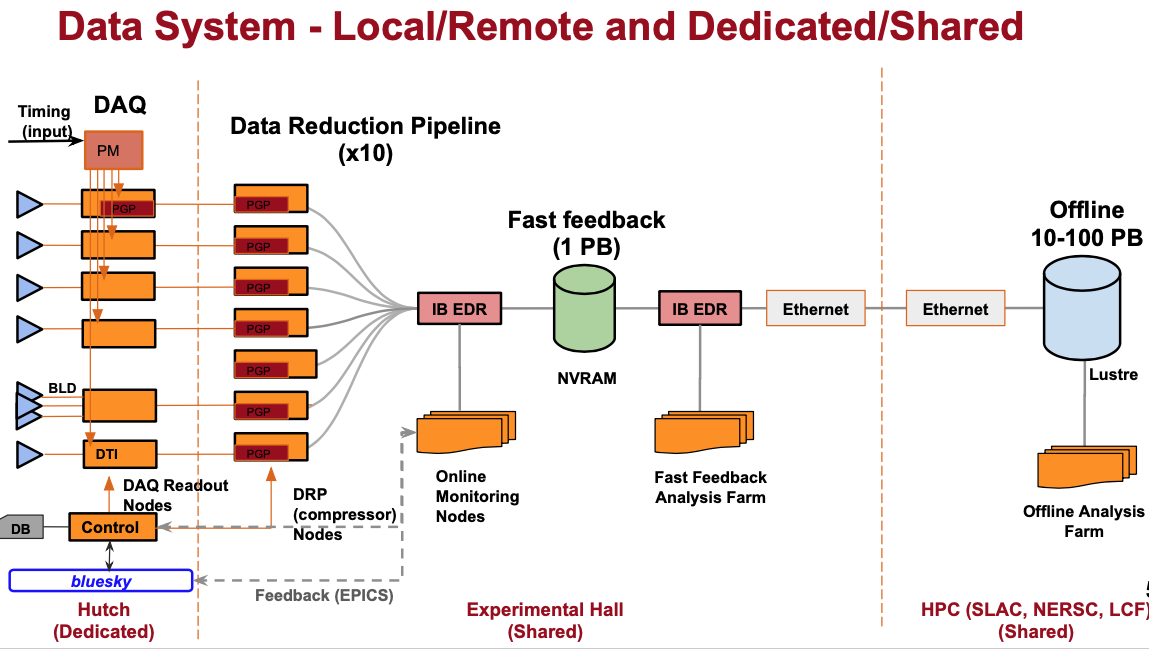 Data System - Local/Remote and Dedicated/Shared
Timing
(input)
DAQ
PM
Data Reduction Pipeline
(x10)
PGP
PGP
PGP
PGP
PGP
PGP
PGP
PGP
BLD
DTI
DAQ Readout
Nodes
DB
Control
bluesky
DRP
(compressor)
Nodes
Feedback (EPICS)
IB EDR
Fast feedback
(1 PB)
NVRAM
IB EDR
Ethernet
Ethernet
Offline
10-100 PB
Lustre
Online
Monitoring
Nodes
Fast Feedback
Analysis Farm
Offline Analysis
Farm
Hutch
(Dedicated)
Experimental Hall
(Shared)
HPC (SLAC, NERSC, LCF)
(Shared)